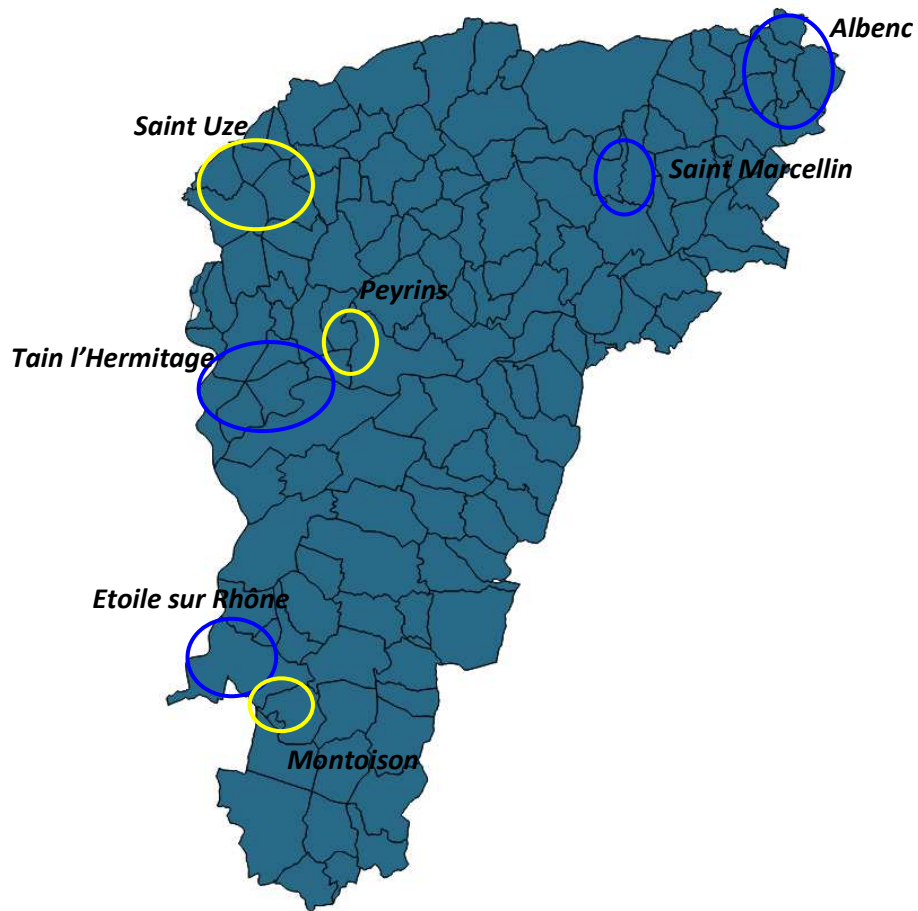 Albenc
Saint Uze
Saint Marcellin
Peyrins
Tain l’Hermitage
Etoile sur Rhône
Montoison